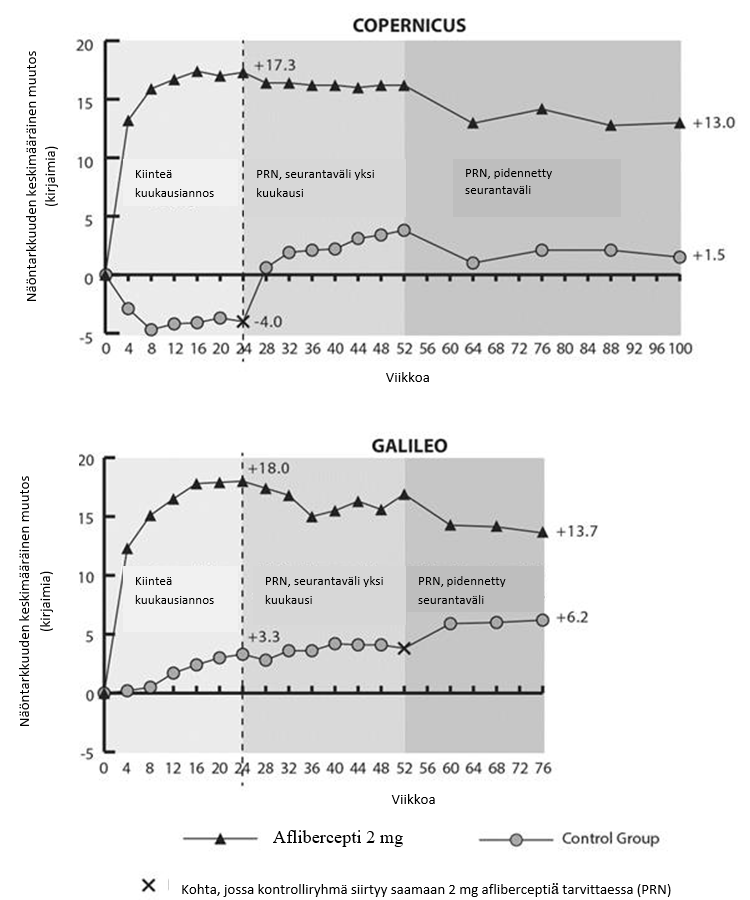 COPERNICUS
Näöntarkkuuden keskimääräinen muutos
(kirjaimia)
20
15
10
5
0
-5
+17.3
+13.0
Kiinteä
kuukausiannos
PRN, seurantaväli yksi
kuukausi
PRN, pidennetty
seurantaväli
+1.5
-4.0
0 4 8 12 16 20 24 28 32 36 40 44 48 52 56 60 64 68 72 76 80 84 88 92 96 100
Viikkoa
GALILEO
Näöntarkkuuden keskimääräinen muutos
(kirjaimia)
20
15
10
5
0
-5
+18.0
+13.7
Kiinteä
kuukausiannos
PRN, seurantaväli yksi
kuukausi
PRN, pidennetty
seurantaväli
+3.3
+6.2
0 4 8 12 16 20 24 28 32 36 40 44 48 52 56 60 64 68 72 76
Viikkoa
Aflibercepti 2 mg
Control Group
Kohta, jossa kontrolliryhmä siirtyy saamaan 2 mg afliberceptiä tarvittaessa (PRN)